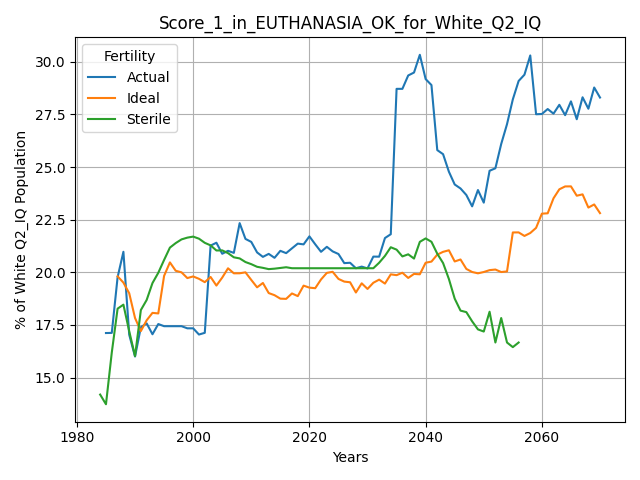 Score_1_in_EUTHANASIA_OK_for_White_Q2_IQ
Fertility
Actual
Ideal
Sterile
% of White Q2_IQ Population
30.0
27.5
25.0
22.5
20.0
17.5
15.0
1980
2000
2020
2040
2060
Years